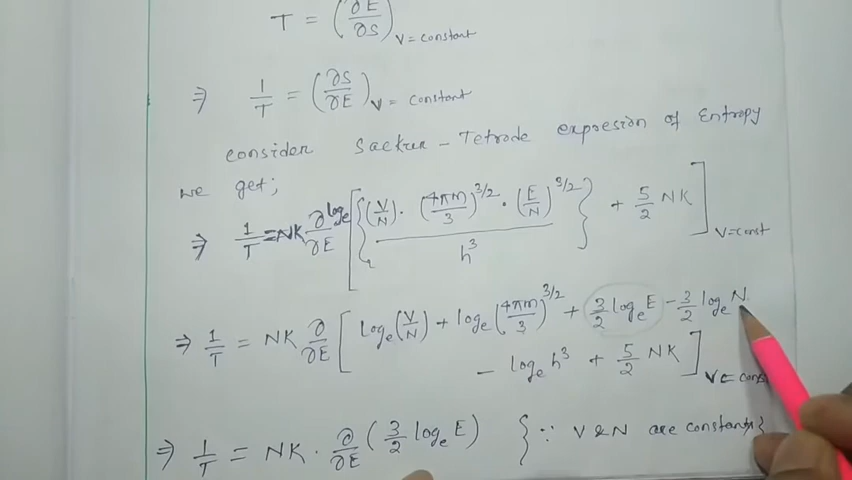 T = (∂E/∂S)V = constant
⇒ 1/T = (∂S/∂E)V = constant
consider Sackur - Tetrode expresion of Entropy
we get;
⇒ 1/T = NK ∂/∂E [loge {(V/N) · (4πm/3)^3/2 · (E/N)^3/2 / h^3} + 5/2 NK]V = const
⇒ 1/T = NK ∂/∂E [loge(V/N) + loge(4πm/3)^3/2 + 3/2 loge E - 3/2 loge N
- loge h^3 + 5/2 NK]V = const
⇒ 1/T = NK · ∂/∂E (3/2 loge E) {∵ V & N are constants}